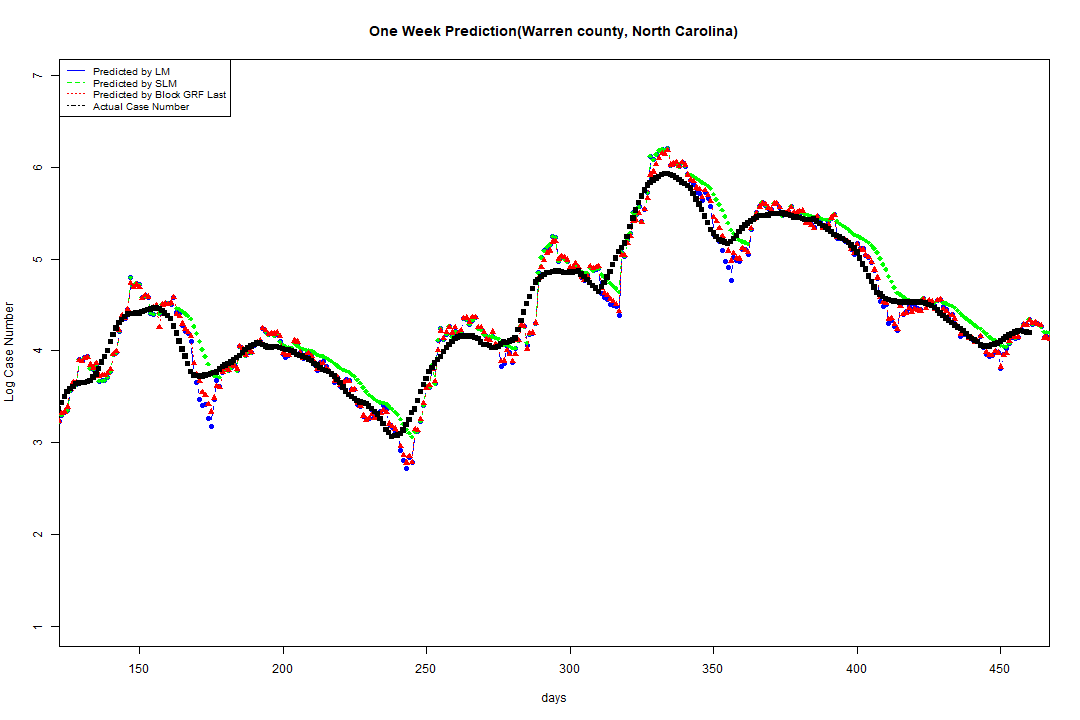 One Week Prediction(Warren county, North Carolina)
Predicted by LM
Predicted by SLM
Predicted by Block GRF Last
Actual Case Number
7
6
5
4
3
2
1
Log Case Number
150 200 250 300 350 400 450
days